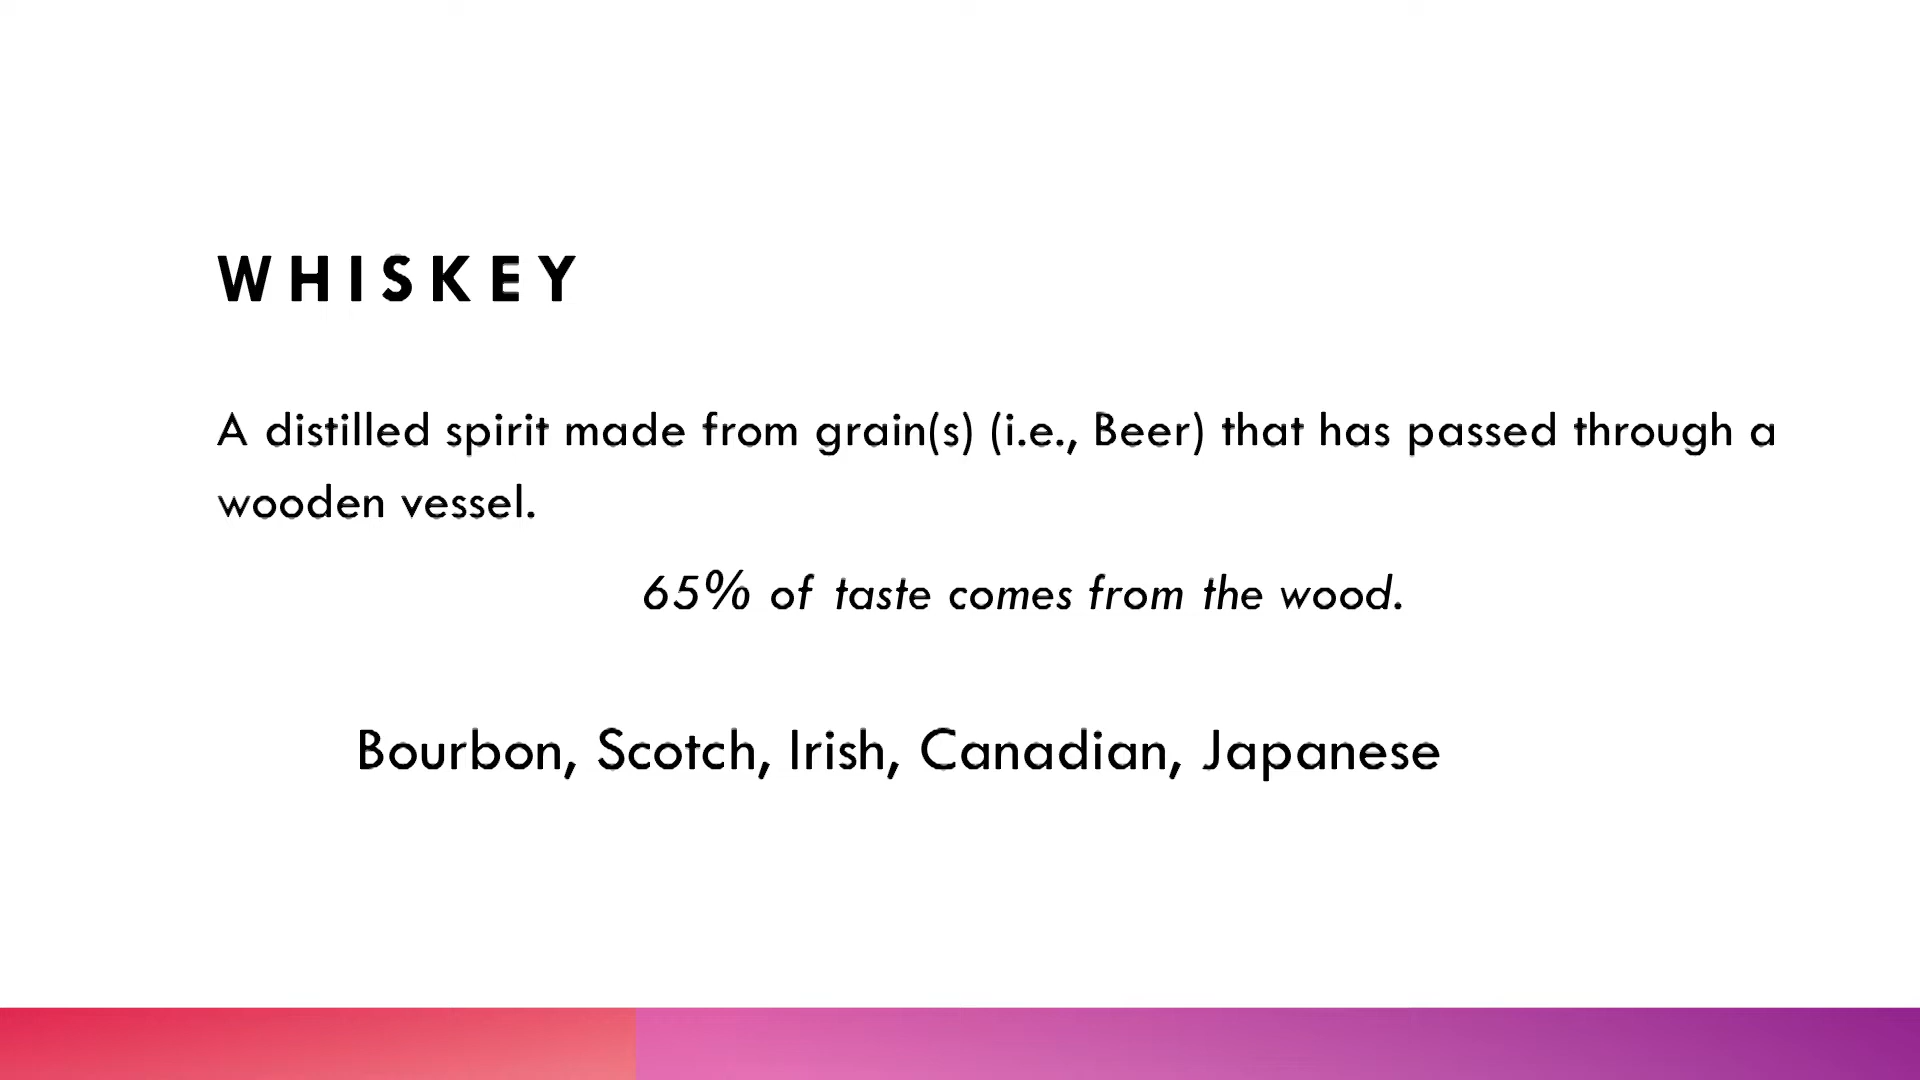 WHISKEY
A distilled spirit made from grain(s) (i.e., Beer) that has passed through a
wooden vessel.
65% of taste comes from the wood.
Bourbon, Scotch, Irish, Canadian, Japanese